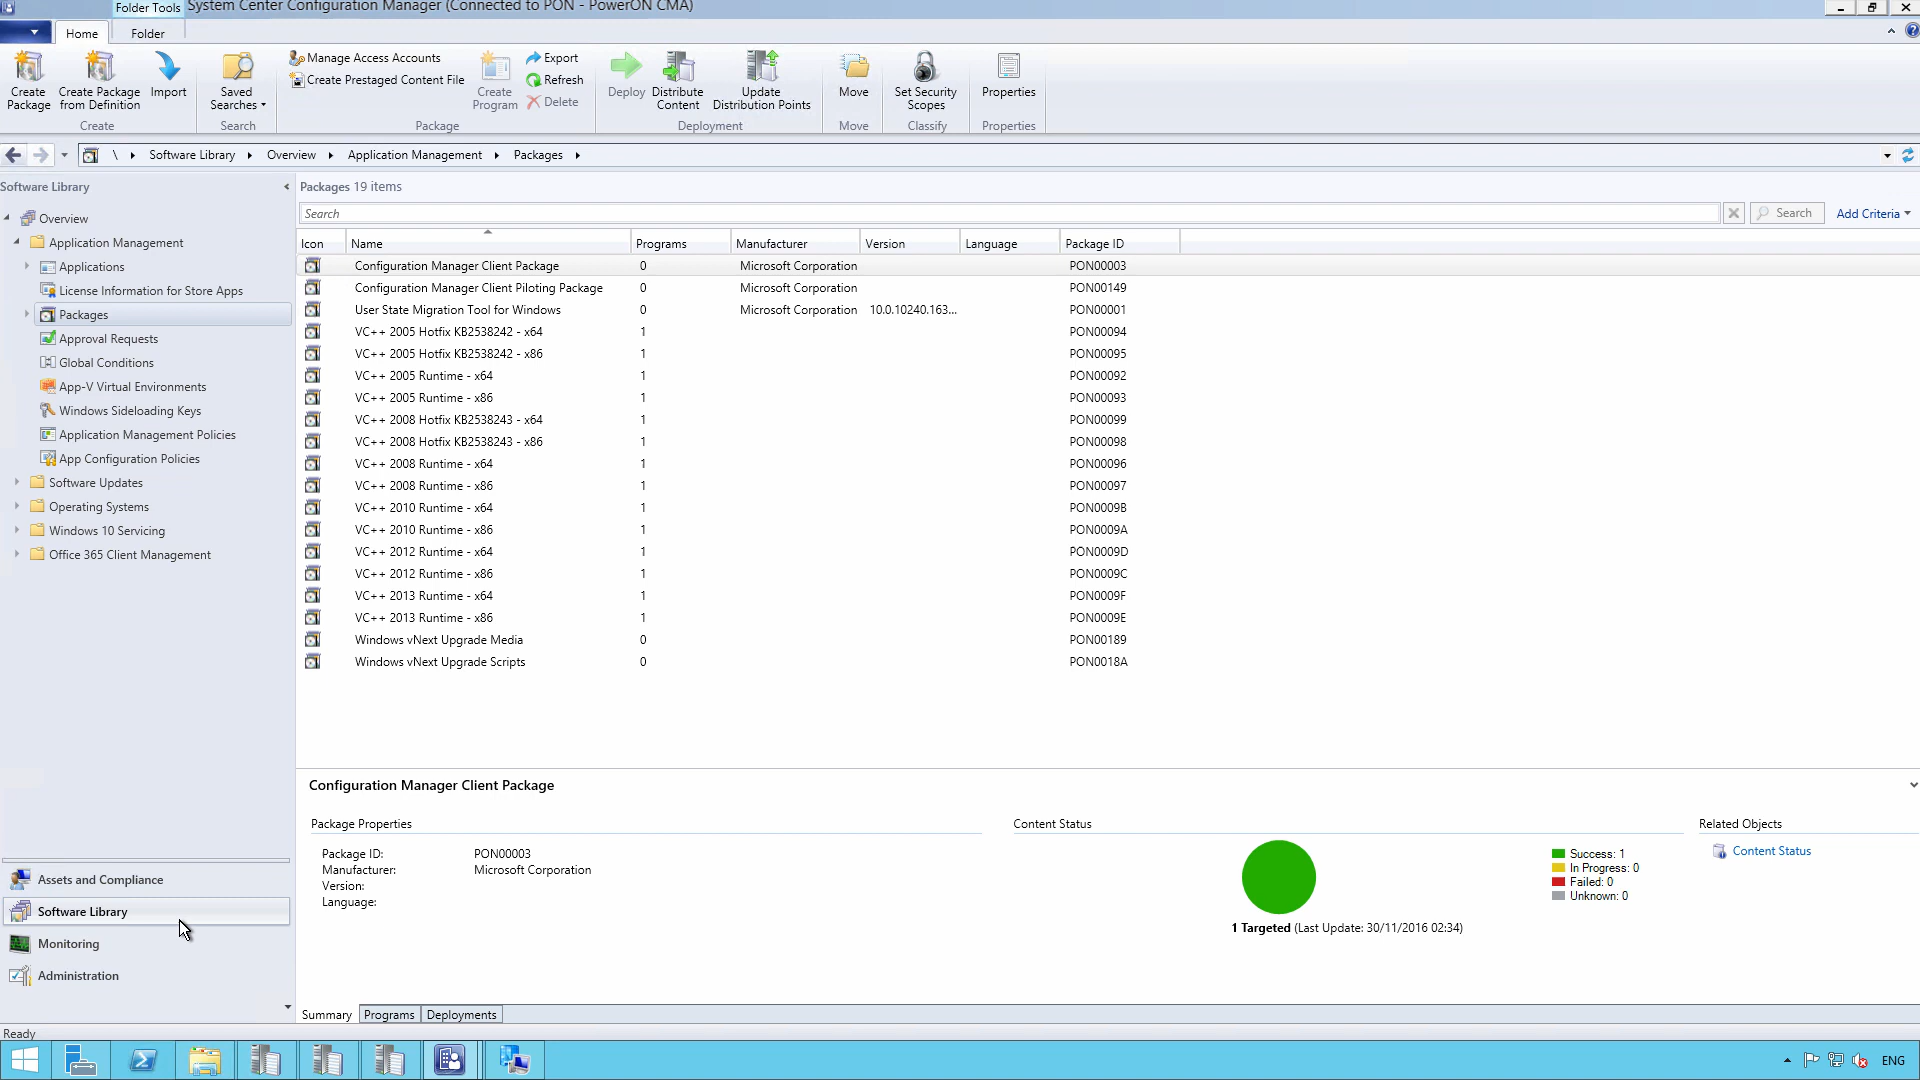 Folder Tools
System Center Configuration Manager (Connected to PON - PowerON CMA)
Home
Folder
Create Package
Create Package from Definition
Import
Create
Saved Searches
Search
Manage Access Accounts
Create Prestaged Content File
Create Program
Export
Refresh
Delete
Package
Deploy
Distribute Content
Update Distribution Points
Deployment
Move
Move
Set Security Scopes
Classify
Properties
Properties
\ Software Library Overview Application Management Packages
Software Library
Overview
Application Management
Applications
License Information for Store Apps
Packages
Approval Requests
Global Conditions
App-V Virtual Environments
Windows Sideloading Keys
Application Management Policies
App Configuration Policies
Software Updates
Operating Systems
Windows 10 Servicing
Office 365 Client Management
Assets and Compliance
Software Library
Monitoring
Administration
Packages 19 items
Search
Search
Add Criteria
Icon Name Programs Manufacturer Version Language Package ID
Configuration Manager Client Package 0 Microsoft Corporation PON00003
Configuration Manager Client Piloting Package 0 Microsoft Corporation PON00149
User State Migration Tool for Windows 0 Microsoft Corporation 10.0.10240.163... PON00001
VC++ 2005 Hotfix KB2538242 - x64 1 PON00094
VC++ 2005 Hotfix KB2538242 - x86 1 PON00095
VC++ 2005 Runtime - x64 1 PON00092
VC++ 2005 Runtime - x86 1 PON00093
VC++ 2008 Hotfix KB2538243 - x64 1 PON00099
VC++ 2008 Hotfix KB2538243 - x86 1 PON00098
VC++ 2008 Runtime - x64 1 PON00096
VC++ 2008 Runtime - x86 1 PON00097
VC++ 2010 Runtime - x64 1 PON0009B
VC++ 2010 Runtime - x86 1 PON0009A
VC++ 2012 Runtime - x64 1 PON0009D
VC++ 2012 Runtime - x86 1 PON0009C
VC++ 2013 Runtime - x64 1 PON0009F
VC++ 2013 Runtime - x86 1 PON0009E
Windows vNext Upgrade Media 0 PON00189
Windows vNext Upgrade Scripts 0 PON0018A
Configuration Manager Client Package
Package Properties
Package ID: PON00003
Manufacturer: Microsoft Corporation
Version:
Language:
Content Status
Success: 1
In Progress: 0
Failed: 0
Unknown: 0
1 Targeted (Last Update: 30/11/2016 02:34)
Related Objects
Content Status
Summary Programs Deployments
Ready
ENG